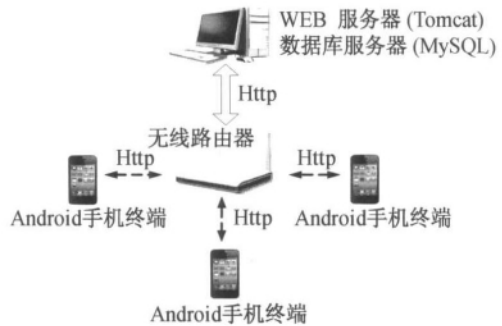 WEB 服务器 (Tomcat)
数据库服务器 (MySQL)
Http
无线路由器
Http
Http
Android手机终端
Http
Android手机终端
Android手机终端